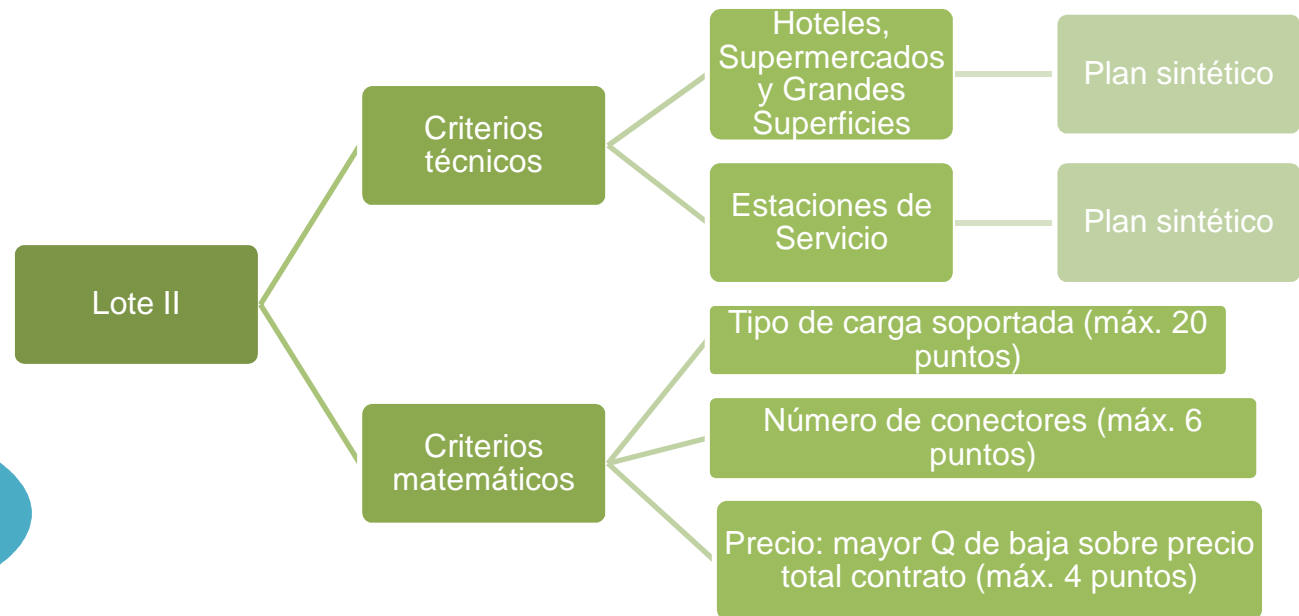 Lote II
Criterios
técnicos
Hoteles,
Supermercados
y Grandes
Superficies
Plan sintético
Estaciones de
Servicio
Plan sintético
Criterios
matemáticos
Tipo de carga soportada (máx. 20
puntos)
Número de conectores (máx. 6
puntos)
Precio: mayor Q de baja sobre precio
total contrato (máx. 4 puntos)